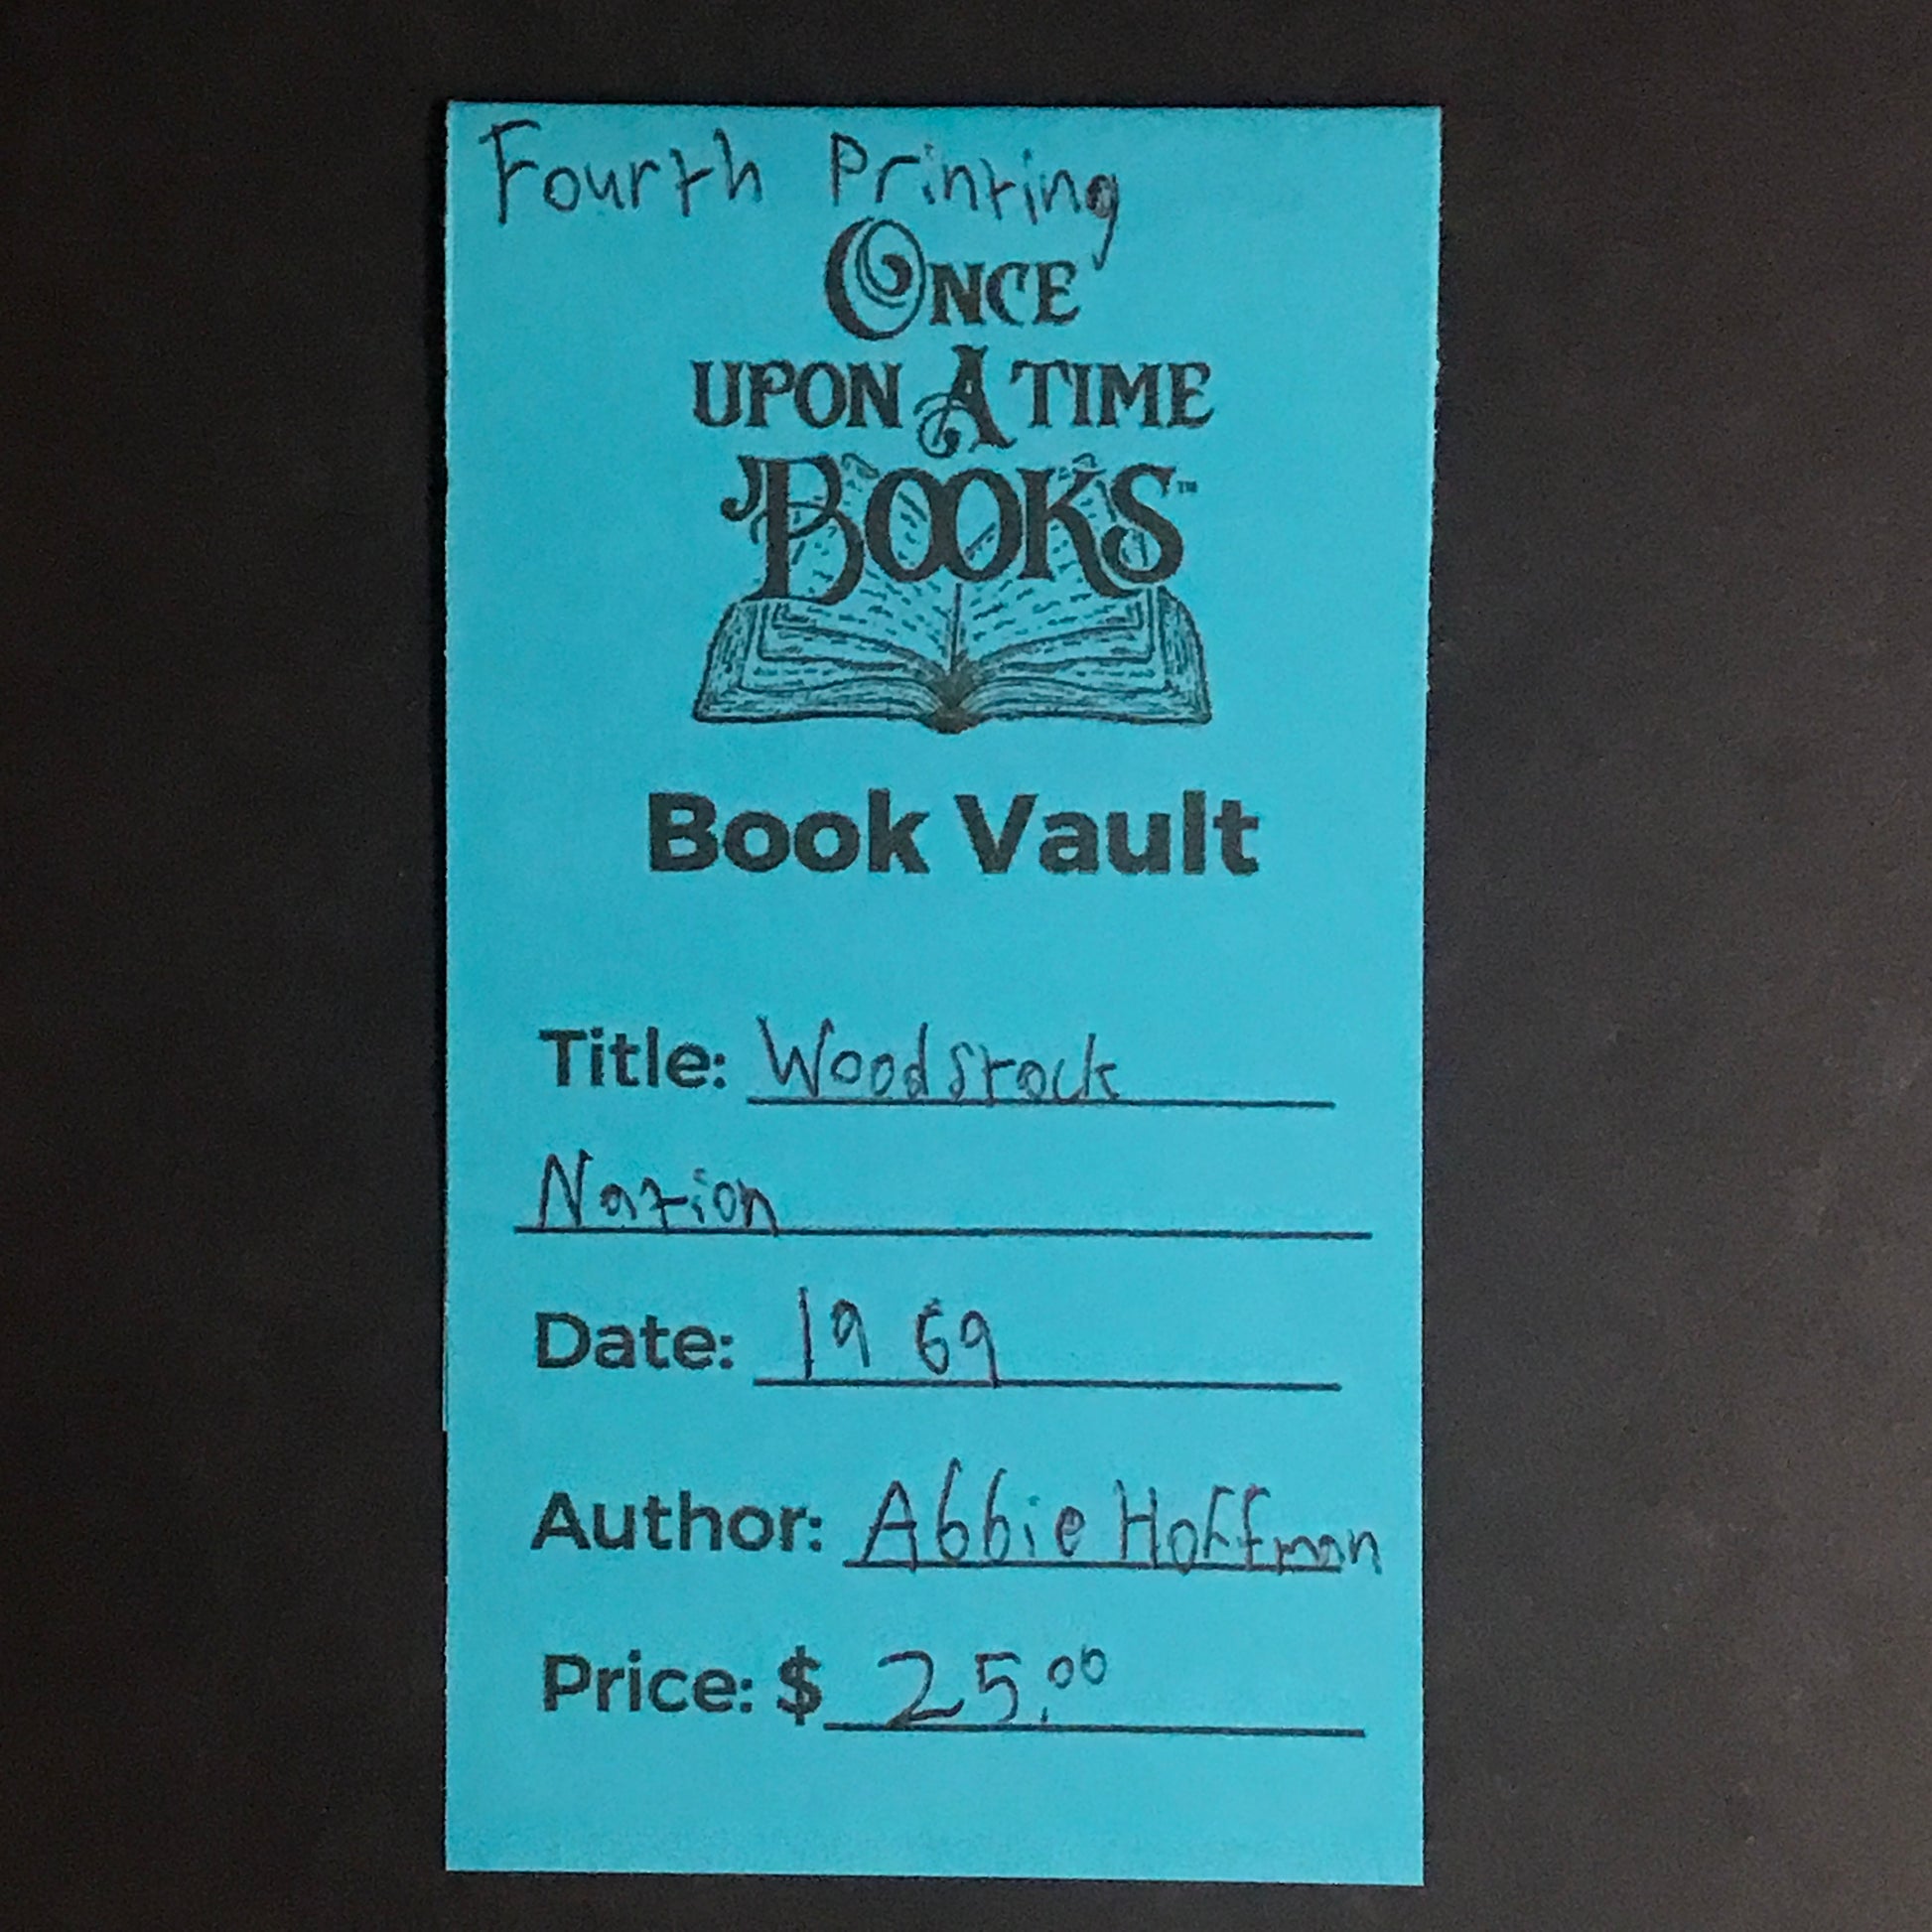 Fourth Printing
ONCE
UPON A TIME
BOOKS™
Book Vault
Title: Woodstock
Nation
Date: 1969
Author: Abbie Hoffman
Price: $ 25.00